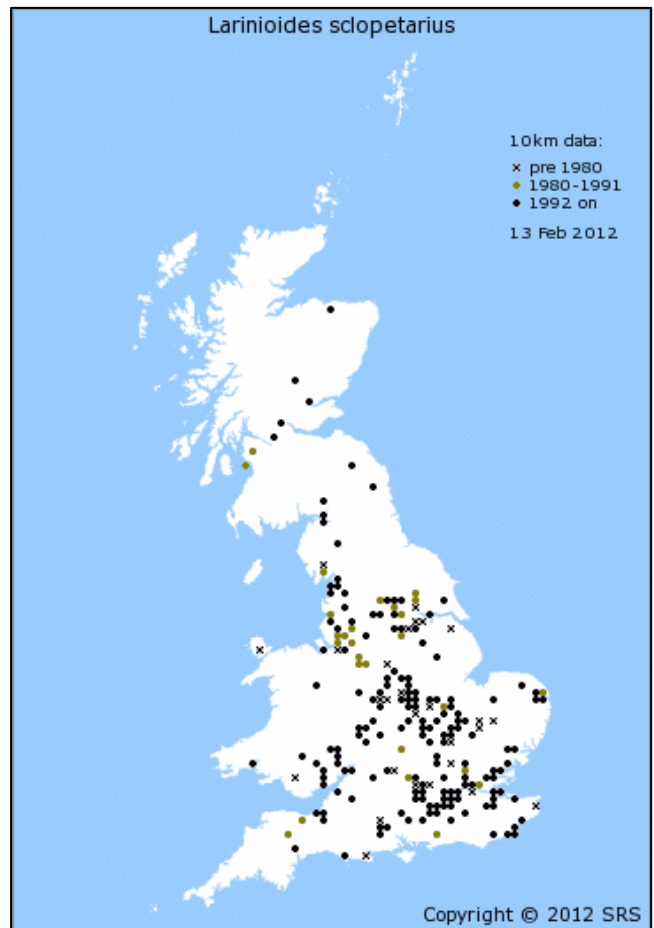 Larinioides sclopetarius
10km data:
pre 1980
1980-1991
1992 on
13 Feb 2012
Copyright © 2012 SRS